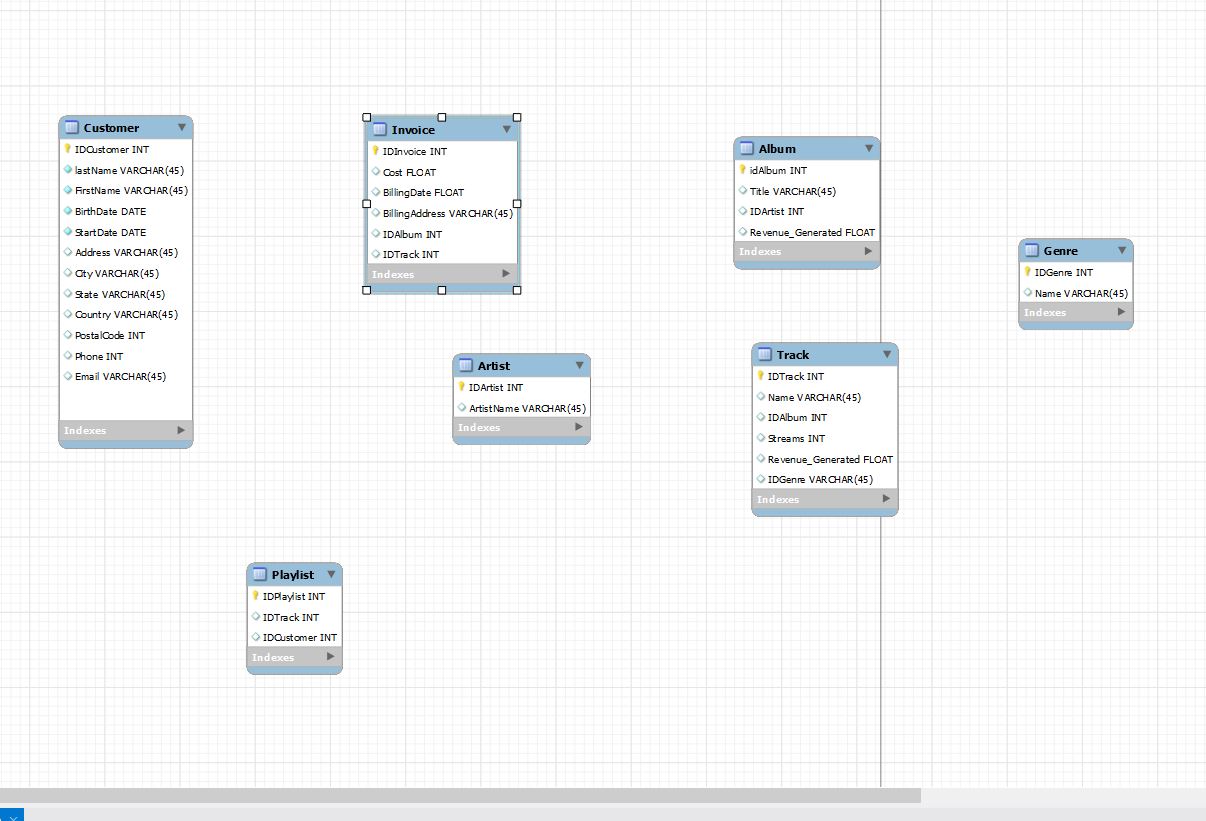 Customer
IDCustomer INT
lastName VARCHAR(45)
FirstName VARCHAR(45)
BirthDate DATE
StartDate DATE
Address VARCHAR(45)
City VARCHAR(45)
State VARCHAR(45)
Country VARCHAR(45)
PostalCode INT
Phone INT
Email VARCHAR(45)
Indexes
Invoice
IDInvoice INT
Cost FLOAT
BillingDate FLOAT
BillingAddress VARCHAR(45)
IDAlbum INT
IDTrack INT
Indexes
Album
idAlbum INT
Title VARCHAR(45)
IDArtist INT
Revenue_Generated FLOAT
Indexes
Genre
IDGenre INT
Name VARCHAR(45)
Indexes
Artist
IDArtist INT
ArtistName VARCHAR(45)
Indexes
Track
IDTrack INT
Name VARCHAR(45)
IDAlbum INT
Streams INT
Revenue_Generated FLOAT
IDGenre VARCHAR(45)
Indexes
Playlist
IDPlaylist INT
IDTrack INT
IDCustomer INT
Indexes